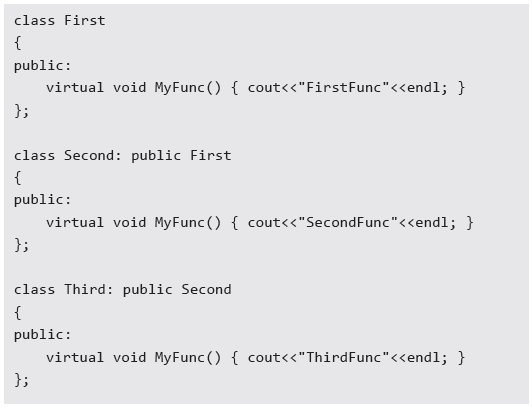 class First
{
public:
    virtual void MyFunc() { cout<<"FirstFunc"<<endl; }
};

class Second: public First
{
public:
    virtual void MyFunc() { cout<<"SecondFunc"<<endl; }
};

class Third: public Second
{
public:
    virtual void MyFunc() { cout<<"ThirdFunc"<<endl; }
};